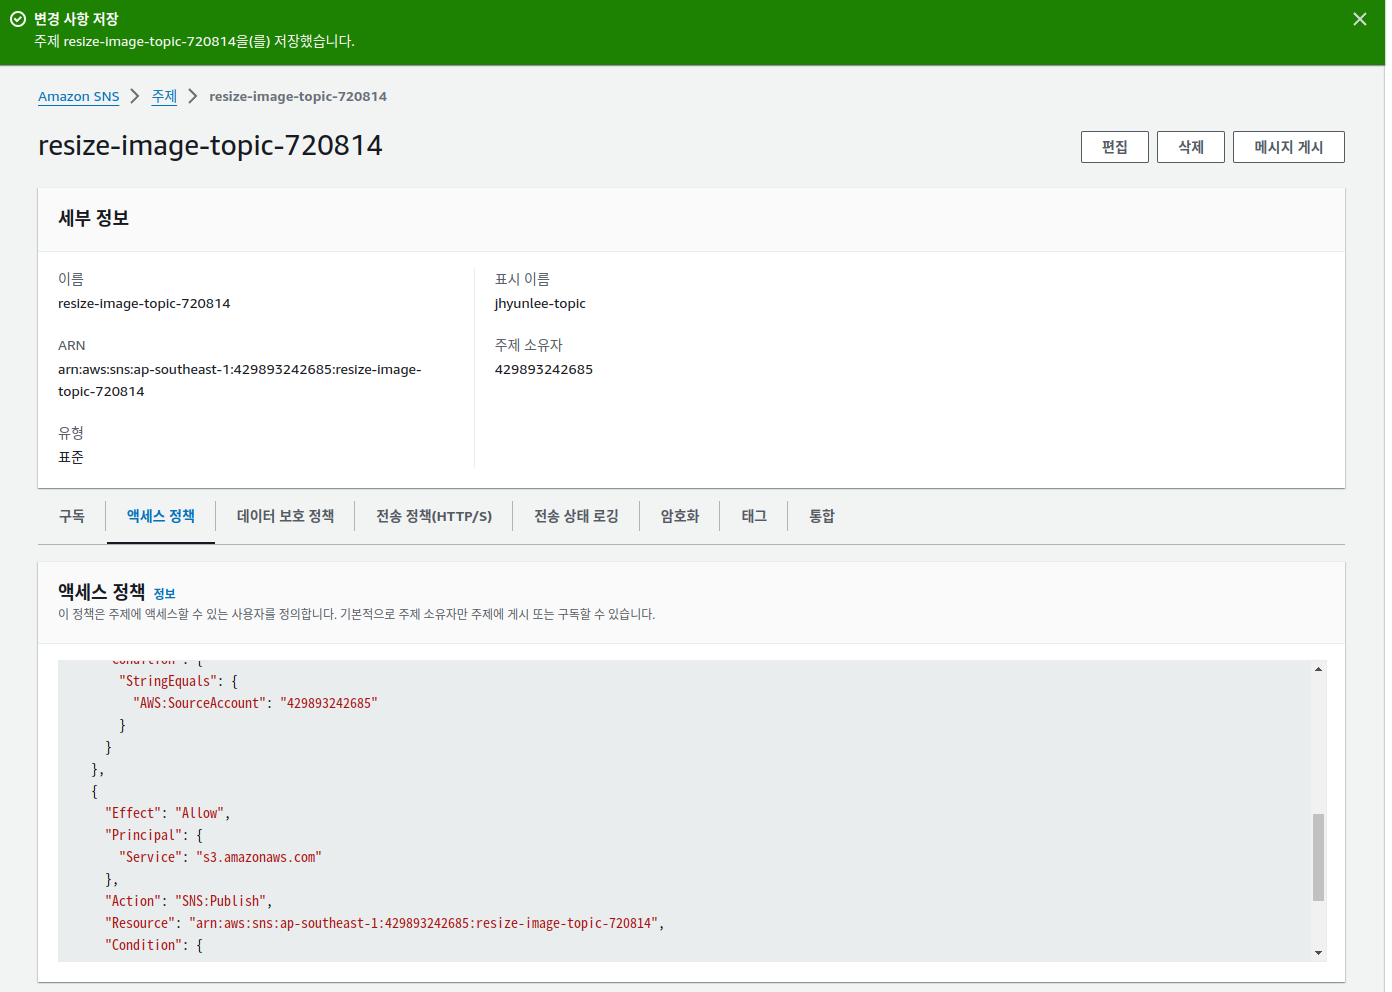 변경 사항 저장
주제 resize-image-topic-720814을(를) 저장했습니다.
Amazon SNS > 주제 > resize-image-topic-720814
resize-image-topic-720814
편집 삭제 메시지 게시
세부 정보
이름
resize-image-topic-720814
ARN
arn:aws:sns:ap-southeast-1:429893242685:resize-image-
topic-720814
유형
표준
표시 이름
jhyunlee-topic
주제 소유자
429893242685
구독 액세스 정책 데이터 보호 정책 전송 정책(HTTP/S) 전송 상태 로깅 암호화 태그 통합
액세스 정책 정보
이 정책은 주제에 액세스할 수 있는 사용자를 정의합니다. 기본적으로 주제 소유자만 주제에 게시 또는 구독할 수 있습니다.
"Condition": {
"StringEquals": {
"AWS:SourceAccount": "429893242685"
}
}
},
{
"Effect": "Allow",
"Principal": {
"Service": "s3.amazonaws.com"
},
"Action": "SNS:Publish",
"Resource": "arn:aws:sns:ap-southeast-1:429893242685:resize-image-topic-720814",
"Condition": {